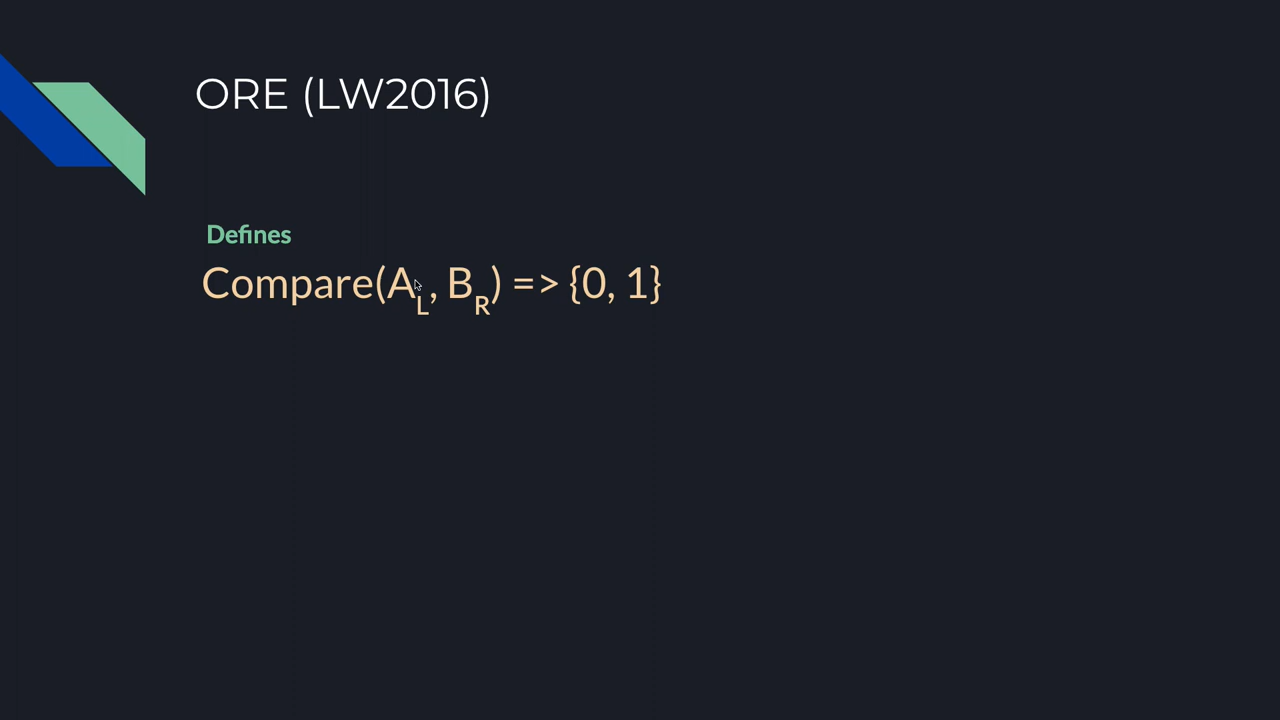 ORE (LW2016)
Defines
Compare(A_L, B_R) => {0, 1}